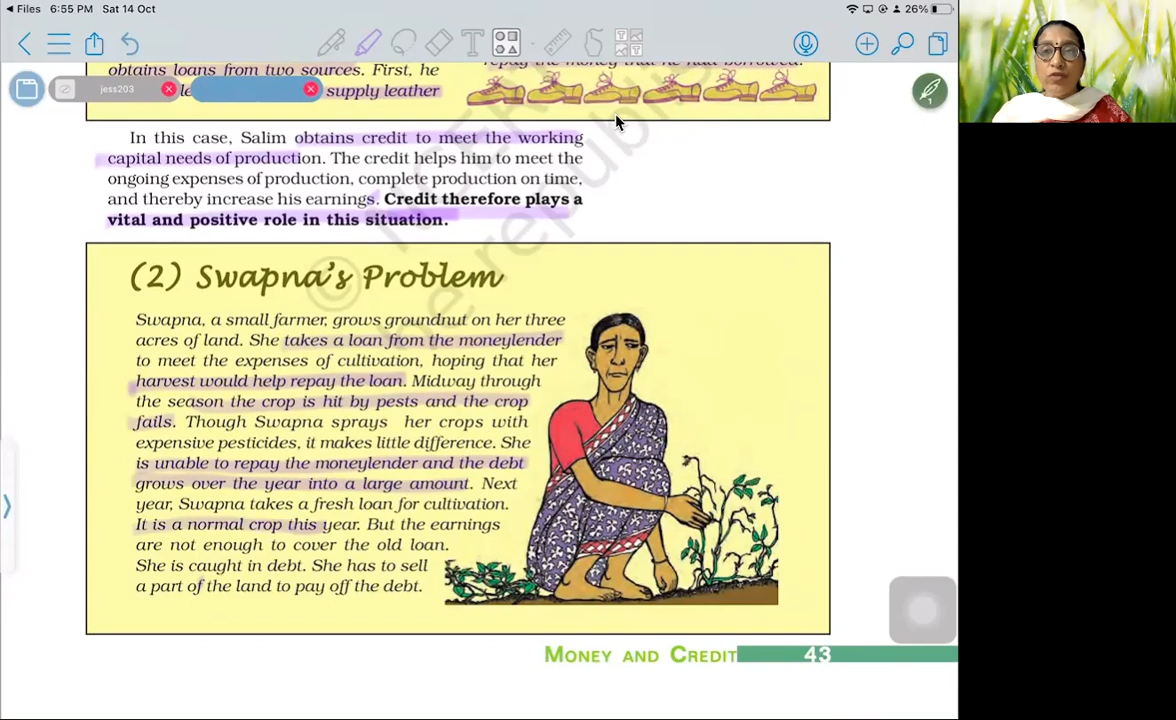 Files 6:55 PM Sat 14 Oct
26%
jess203
obtains loans from two sources. First, he
le
supply leather
repay the money that he had borrowed.
1
In this case, Salim obtains credit to meet the working
capital needs of production. The credit helps him to meet the
ongoing expenses of production, complete production on time,
and thereby increase his earnings. Credit therefore plays a
vital and positive role in this situation.
(2) Swapna's Problem
Swapna, a small farmer, grows groundnut on her three
acres of land. She takes a loan from the moneylender
to meet the expenses of cultivation, hoping that her
harvest would help repay the loan. Midway through
the season the crop is hit by pests and the crop
fails. Though Swapna sprays her crops with
expensive pesticides, it makes little difference. She
is unable to repay the moneylender and the debt
grows over the year into a large amount. Next
year, Swapna takes a fresh loan for cultivation.
It is a normal crop this year. But the earnings
are not enough to cover the old loan.
She is caught in debt. She has to sell
a part of the land to pay off the debt.
MONEY AND CREDIT 43